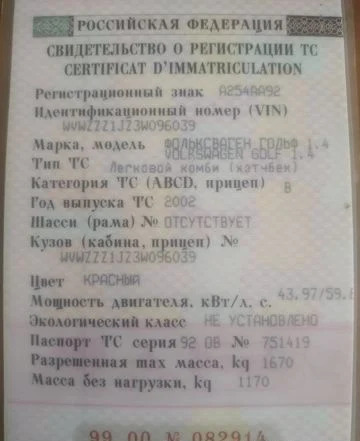 РОССИЙСКАЯ ФЕДЕРАЦИЯ
СВИДЕТЕЛЬСТВО О РЕГИСТРАЦИИ ТС
CERTIFICAT D'IMMATRICULATION
Регистрационный знак А254АА92
Идентификационный номер (VIN)
WVWZZZ1JZ3W096039
Марка, модель ФОЛЬКСВАГЕН ГОЛЬФ 1.4
VOLKSWAGEN GOLF 1.4
Тип ТС Легковой комби (хэтчбек)
Категория ТС (ABCD, прицеп) B
Год выпуска ТС 2002
Шасси (рама) № ОТСУТСТВУЕТ
Кузов (кабина, прицеп) №
WVWZZZ1JZ3W096039
Цвет КРАСНЫЙ
Мощность двигателя, кВт/л. с. 43.97/59.8
Экологический класс НЕ УСТАНОВЛЕНО
Паспорт ТС серия 92 ОВ № 751419
Разрешенная max масса, kg 1670
Масса без нагрузки, kg 1170
99 00 № 082914